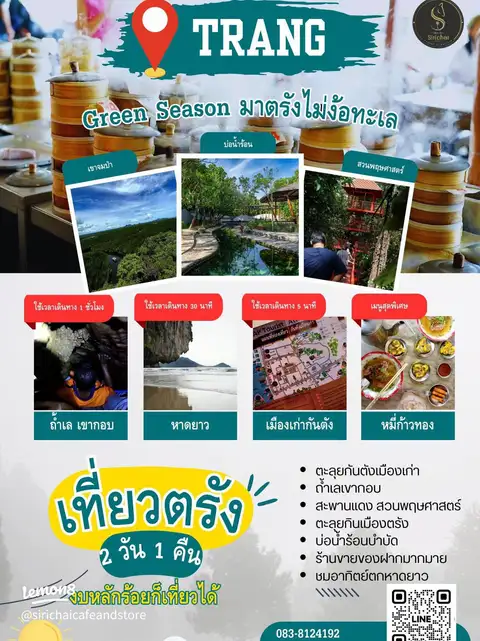 TRANG
Sirichai
Green Season มาตรังไม่ง้อทะเล
เขาจมป่า
บ่อน้ำร้อน
สวนพฤษศาสตร์
ใช้เวลาเดินทาง 1 ชั่วโมง
ใช้เวลาเดินทาง 30 นาที
ใช้เวลาเดินทาง 5 นาที
เมนูสุดพิเศษ
ถ้ำเล เขากอบ
หาดยาว
เมืองเก่ากันตัง
หมี่ก้าวทอง
เที่ยวตรัง
2 วัน 1 คืน
งบหลักร้อยก็เที่ยวได้
ตะลุยกันตังเมืองเก่า
ถ้ำเลเขากอบ
สะพานแดง สวนพฤษศาสตร์
ตะลุยกินเมืองตรัง
บ่อน้ำร้อนบำบัด
ร้านขายของฝากมากมาย
ชมอาทิตย์ตกหาดยาว
lemon8
@sirichaicafeandstore
LINE
083-8124192